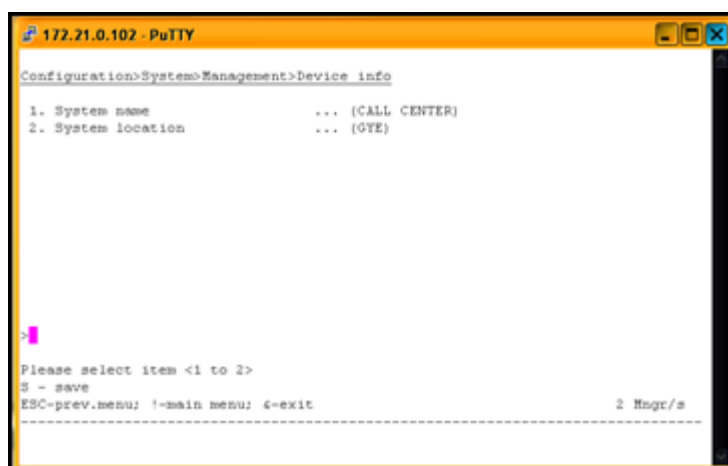 172.21.0.102 - PuTTY
Configuration>System>Management>Device info
1. System name ... (CALL CENTER)
2. System location ... (GYE)
>
Please select item <1 to 2>
S - save
ESC-prev.menu; !-main menu; &-exit 2 Mngr/s
--------------------------------------------------------------------------------